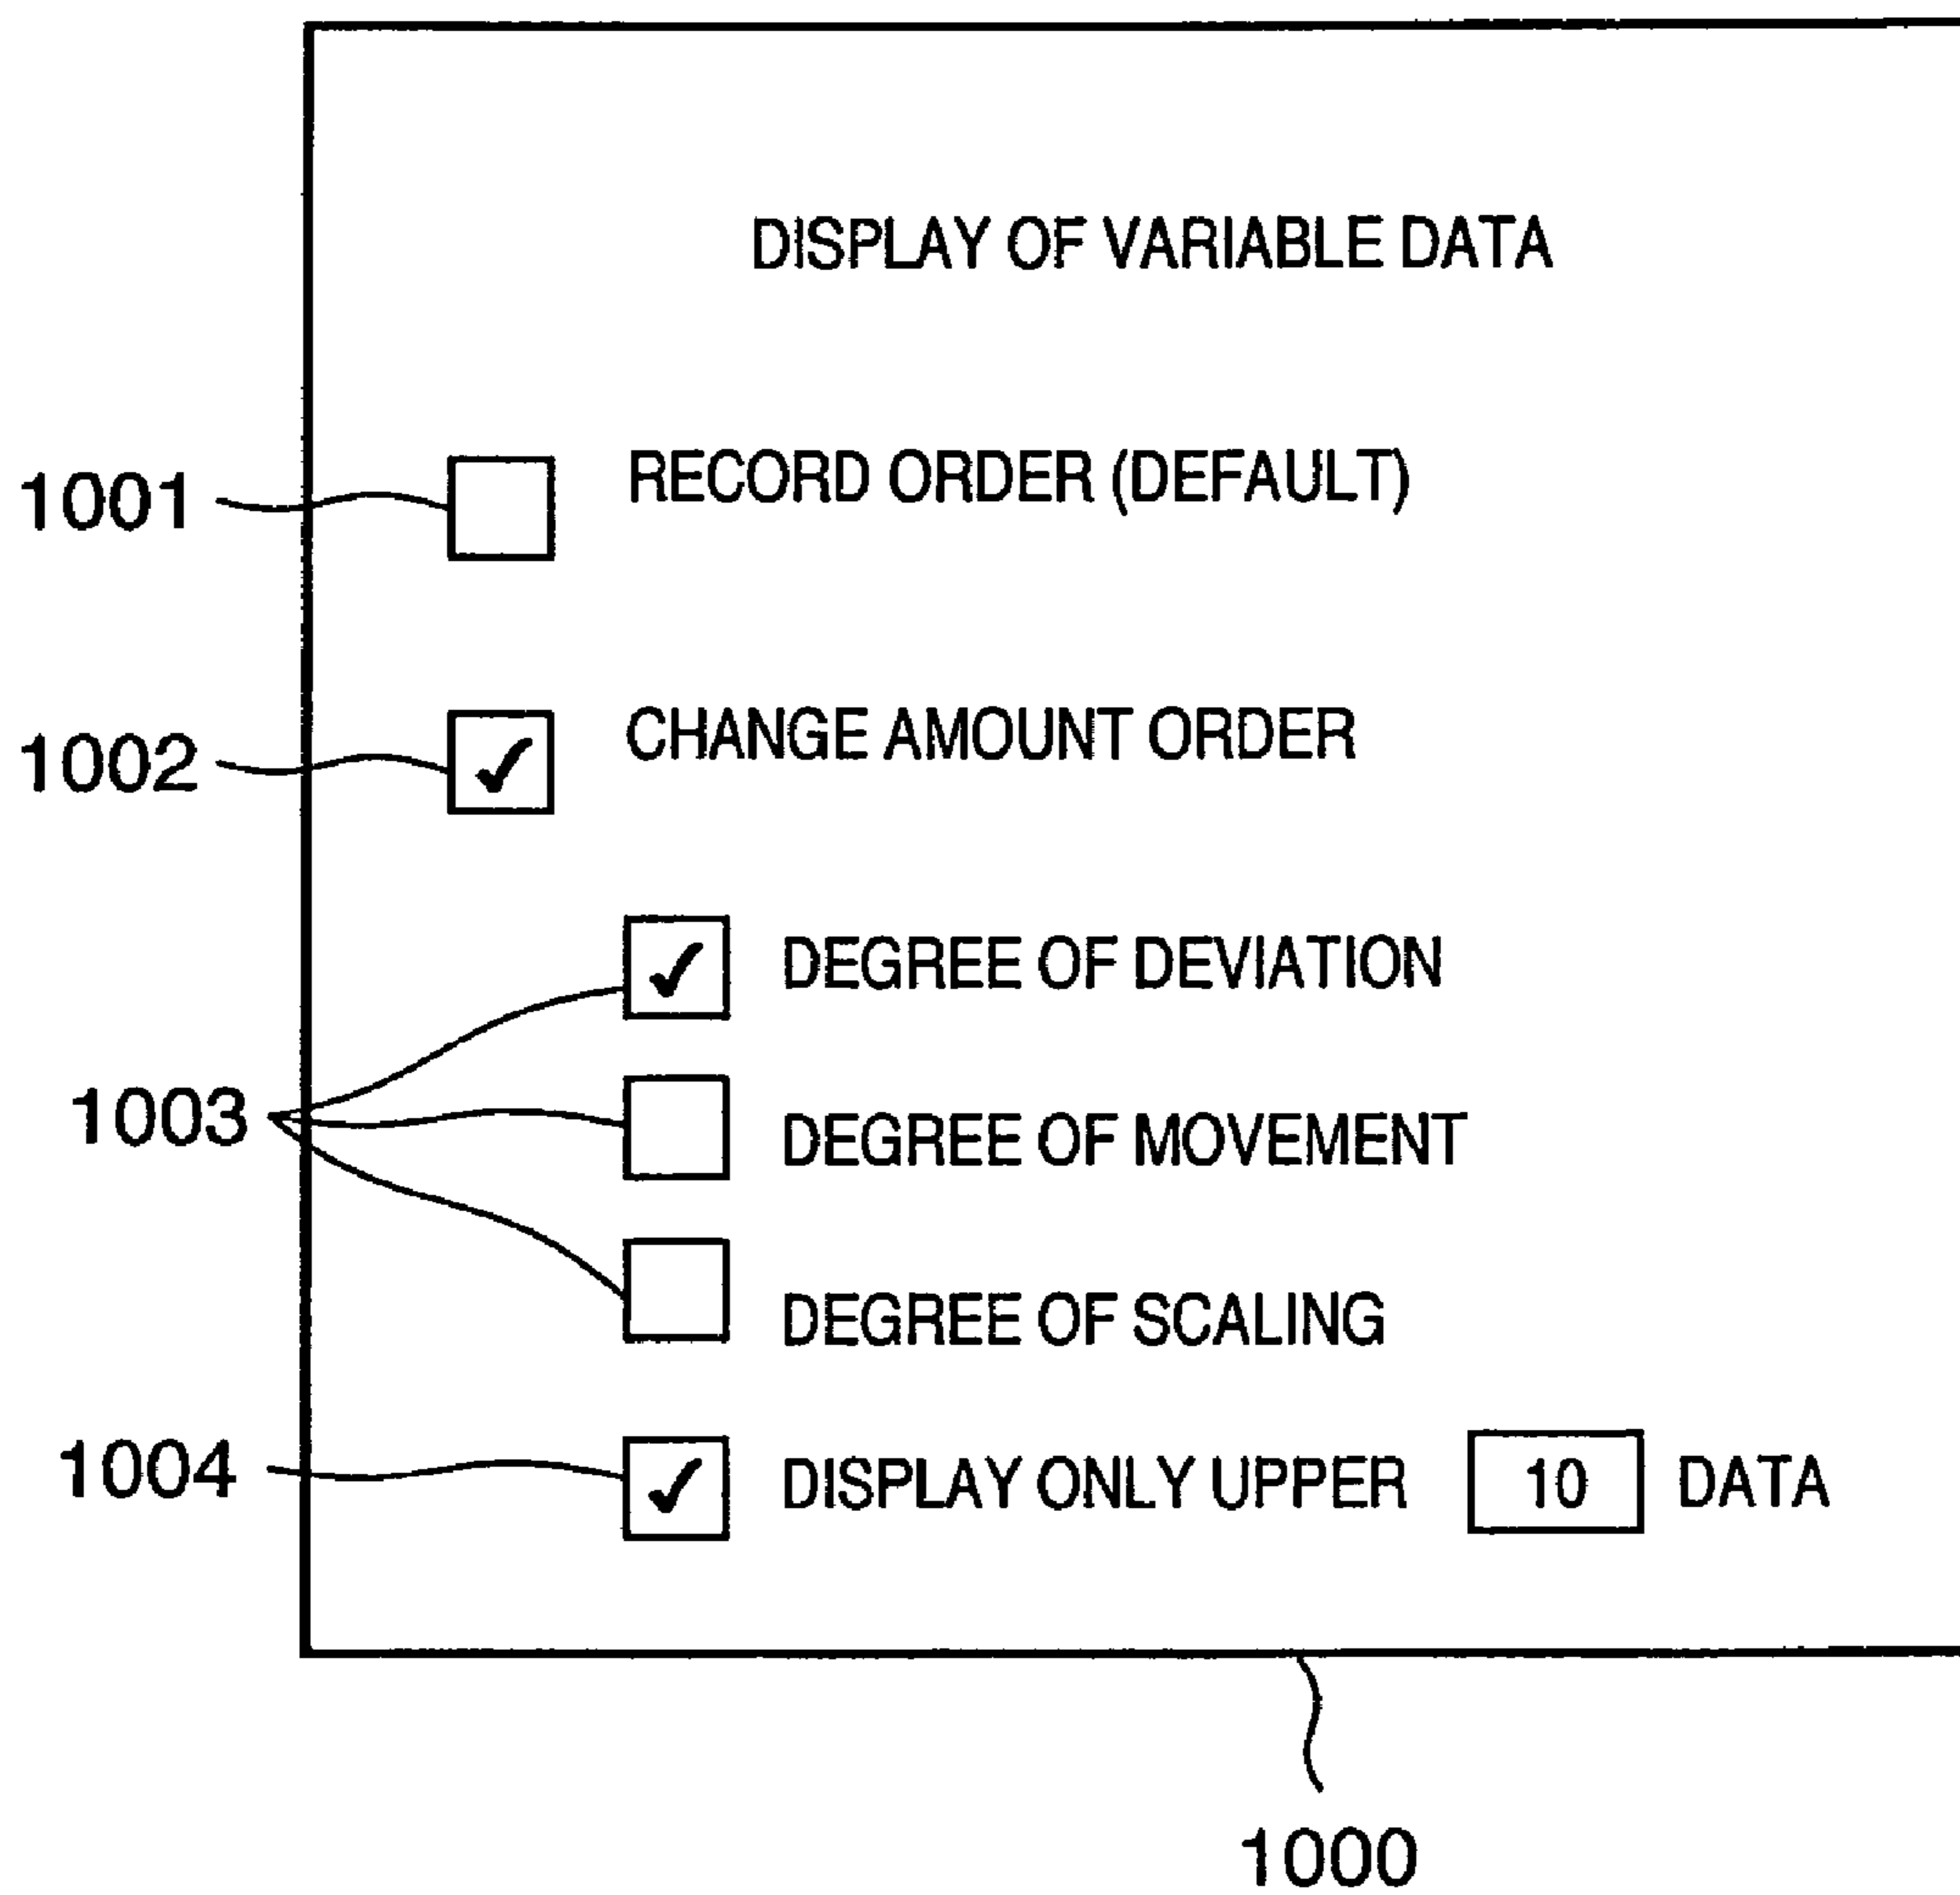 DISPLAY OF VARIABLE DATA
1001 RECORD ORDER (DEFAULT)
1002 CHANGE AMOUNT ORDER
DEGREE OF DEVIATION
1003 DEGREE OF MOVEMENT
DEGREE OF SCALING
1004 DISPLAY ONLY UPPER 10 DATA
1000